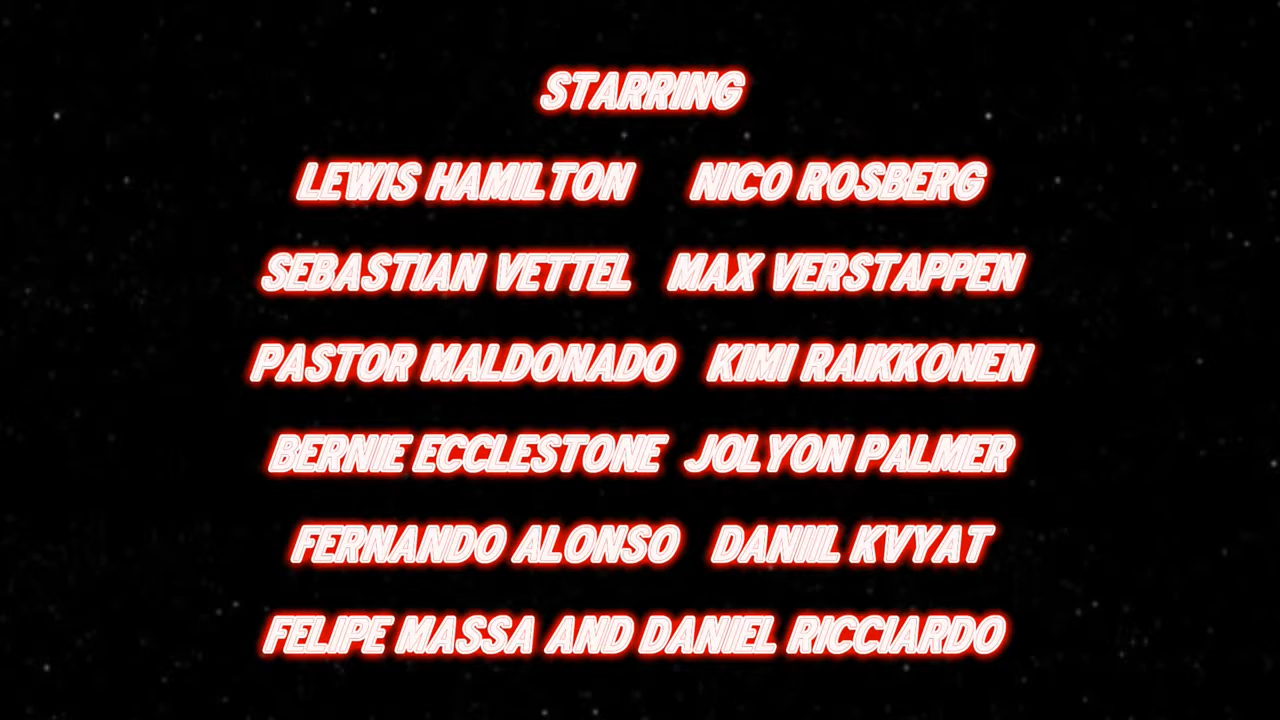 STARRING
LEWIS HAMILTON NICO ROSBERG
SEBASTIAN VETTEL MAX VERSTAPPEN
PASTOR MALDONADO KIMI RAIKKONEN
BERNIE ECCLESTONE JOLYON PALMER
FERNANDO ALONSO DANIIL KVYAT
FELIPE MASSA AND DANIEL RICCIARDO